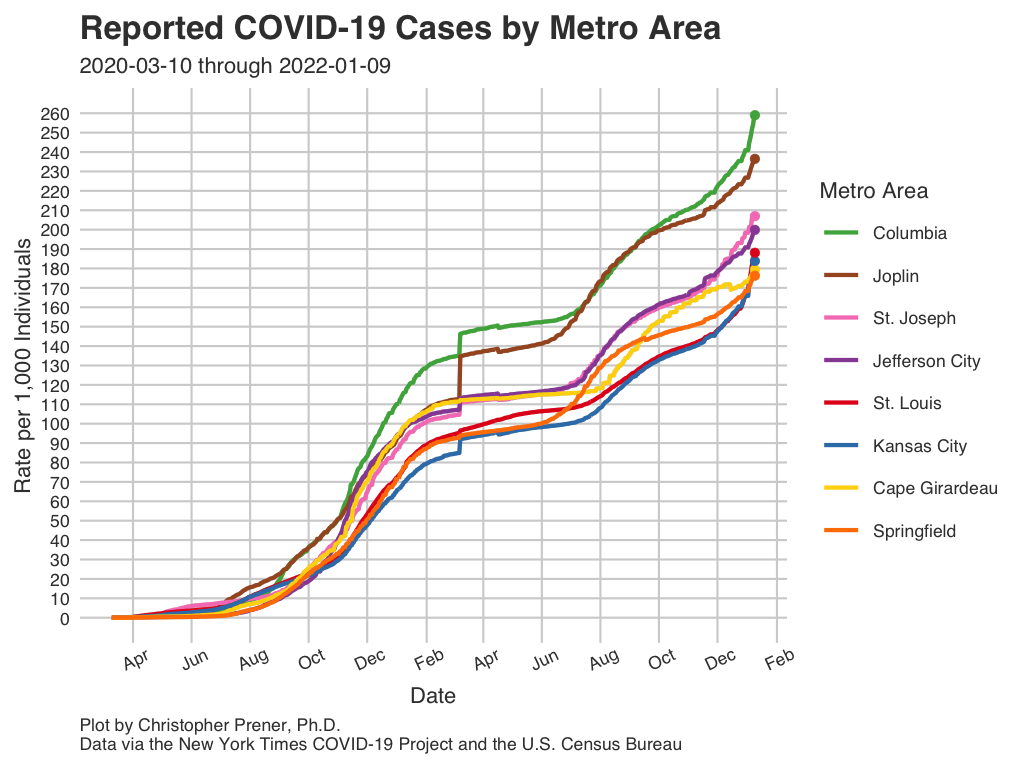 Reported COVID-19 Cases by Metro Area
2020-03-10 through 2022-01-09
Rate per 1,000 Individuals
260
250
240
230
220
210
200
190
180
170
160
150
140
130
120
110
100
90
80
70
60
50
40
30
20
10
0
Apr Jun Aug Oct Dec Feb Apr Jun Aug Oct Dec Feb
Date
Metro Area
Columbia
Joplin
St. Joseph
Jefferson City
St. Louis
Kansas City
Cape Girardeau
Springfield
Plot by Christopher Prener, Ph.D.
Data via the New York Times COVID-19 Project and the U.S. Census Bureau